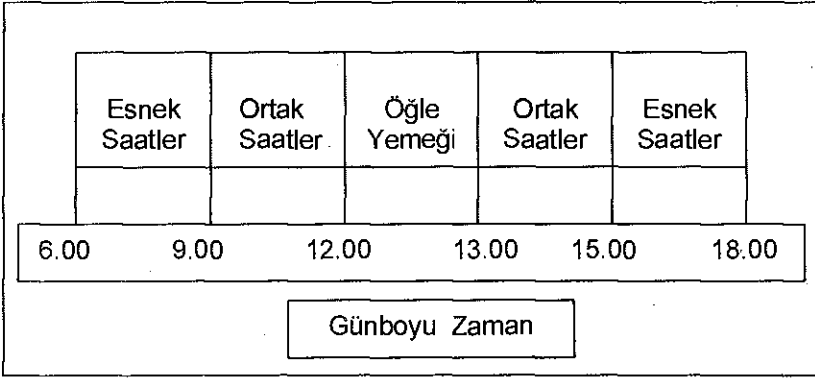 Esnek Saatler
Ortak Saatler
Öğle Yemeği
Ortak Saatler
Esnek Saatler
6.00 9.00 12.00 13.00 15.00 18.00
Günboyu Zaman